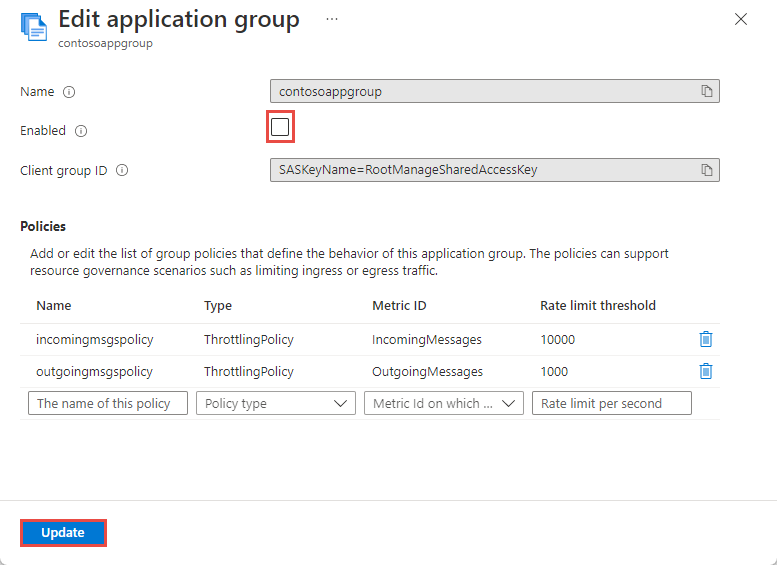 Edit application group ...
contosoappgroup
Name
contosoappgroup
Enabled
Client group ID
SASKeyName=RootManageSharedAccessKey
Policies
Add or edit the list of group policies that define the behavior of this application group. The policies can support
resource governance scenarios such as limiting ingress or egress traffic.
Name Type Metric ID Rate limit threshold
incomingmsgspolicy ThrottlingPolicy IncomingMessages 10000
outgoingmsgspolicy ThrottlingPolicy OutgoingMessages 1000
The name of this policy Policy type Metric Id on which ... Rate limit per second
Update